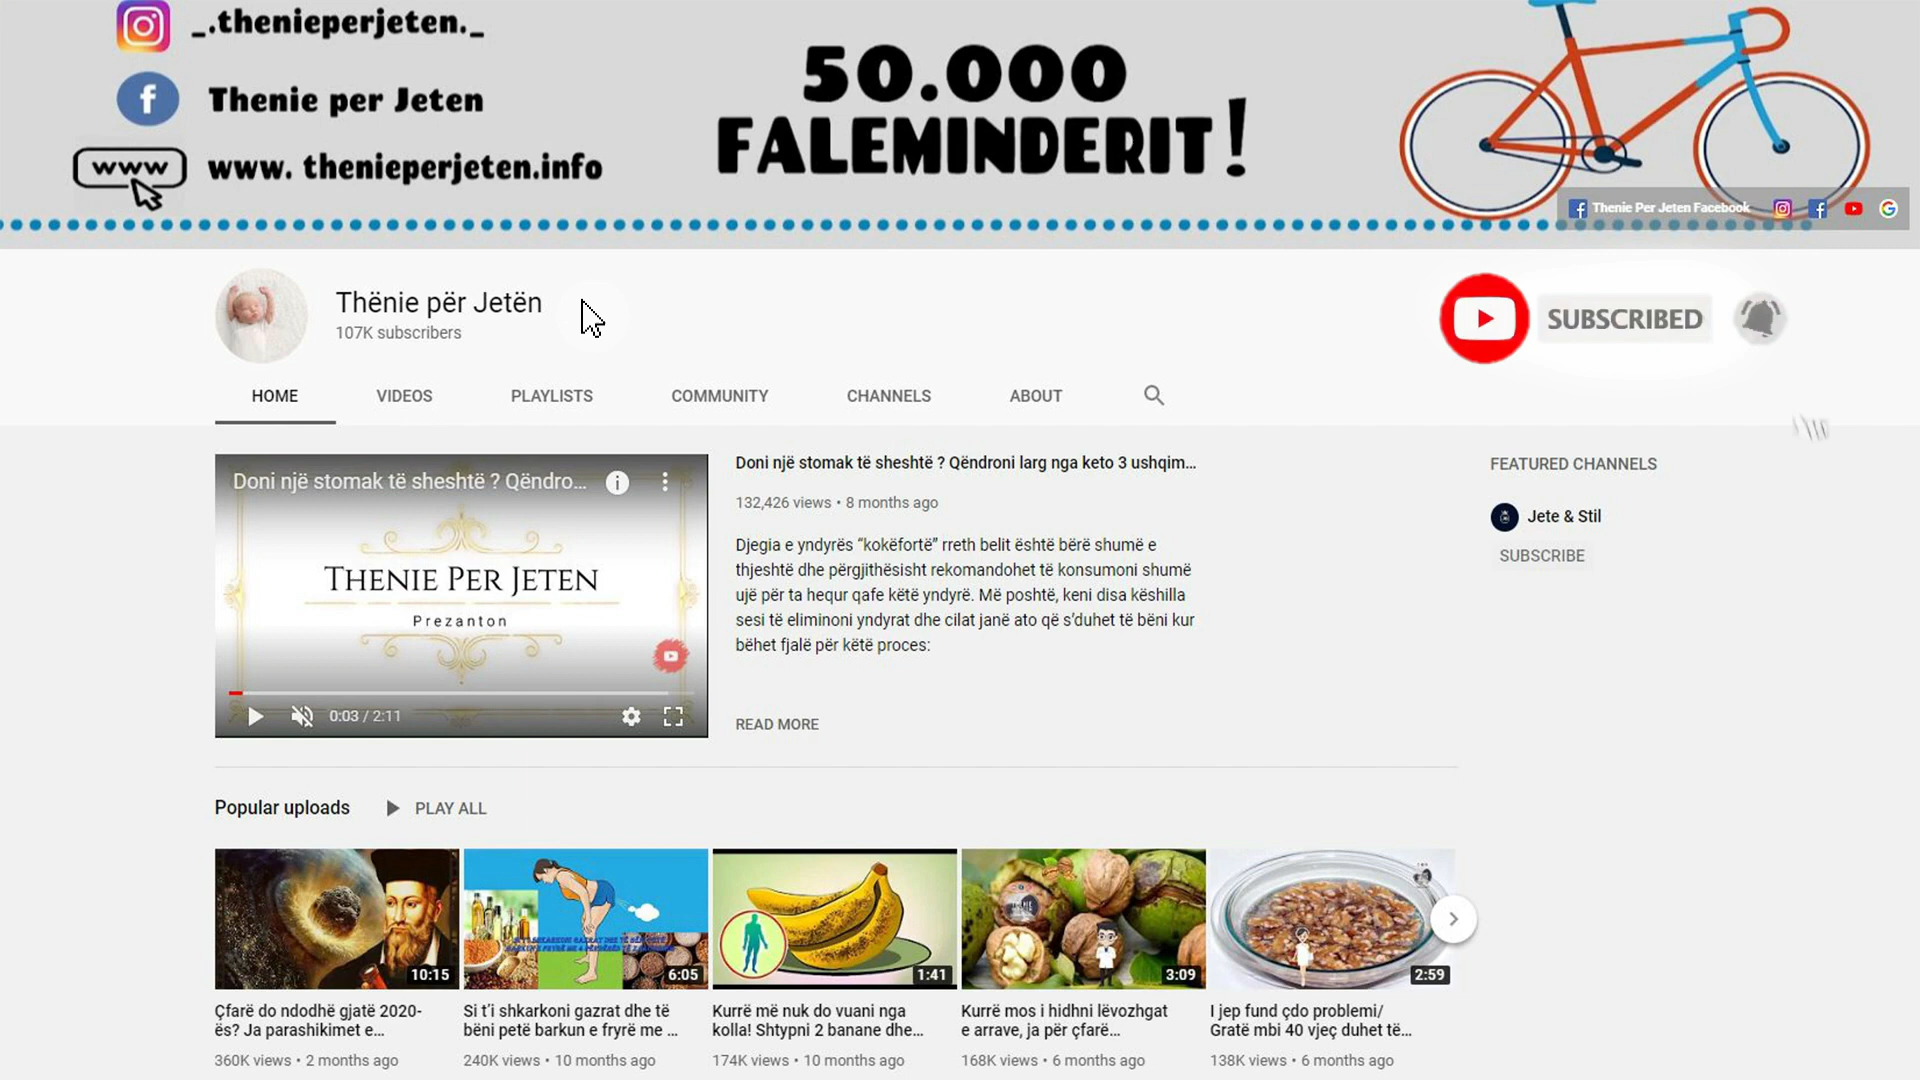 _.thenieperjeten._
Thenie per Jeten
www
www. thenieperjeten.info
50.000
FALEMINDERIT!
Thenie Per Jeten Facebook
Thënie për Jetën
107K subscribers
SUBSCRIBED
HOME
VIDEOS
PLAYLISTS
COMMUNITY
CHANNELS
ABOUT
Doni një stomak të sheshtë ? Qëndro...
THENIE PER JETEN
Prezanton
0:03 / 2:11
Doni një stomak të sheshtë ? Qëndroni larg nga keto 3 ushqim...
132,426 views • 8 months ago
Djegia e yndyrës “kokëfortë” rreth belit është bërë shumë e
thjeshtë dhe përgjithësisht rekomandohet të konsumoni shumë
ujë për ta hequr qafe këtë yndyrë. Më poshtë, keni disa këshilla
sesi të eliminoni yndyrat dhe cilat janë ato që s’duhet të bëni kur
bëhet fjalë për këtë proces:
READ MORE
FEATURED CHANNELS
Jete & Stil
SUBSCRIBE
Popular uploads
PLAY ALL
10:15
Çfarë do ndodhë gjatë 2020-
ës? Ja parashikimet e...
360K views • 2 months ago
6:05
Si t’i shkarkoni gazrat dhe të
bëni petë barkun e fryrë me ...
240K views • 10 months ago
1:41
Kurrë më nuk do vuani nga
kolla! Shtypni 2 banane dhe...
174K views • 10 months ago
3:09
Kurrë mos i hidhni lëvozhgat
e arrave, ja për çfarë...
168K views • 6 months ago
2:59
I jep fund çdo problemi/
Gratë mbi 40 vjeç duhet të...
138K views • 6 months ago